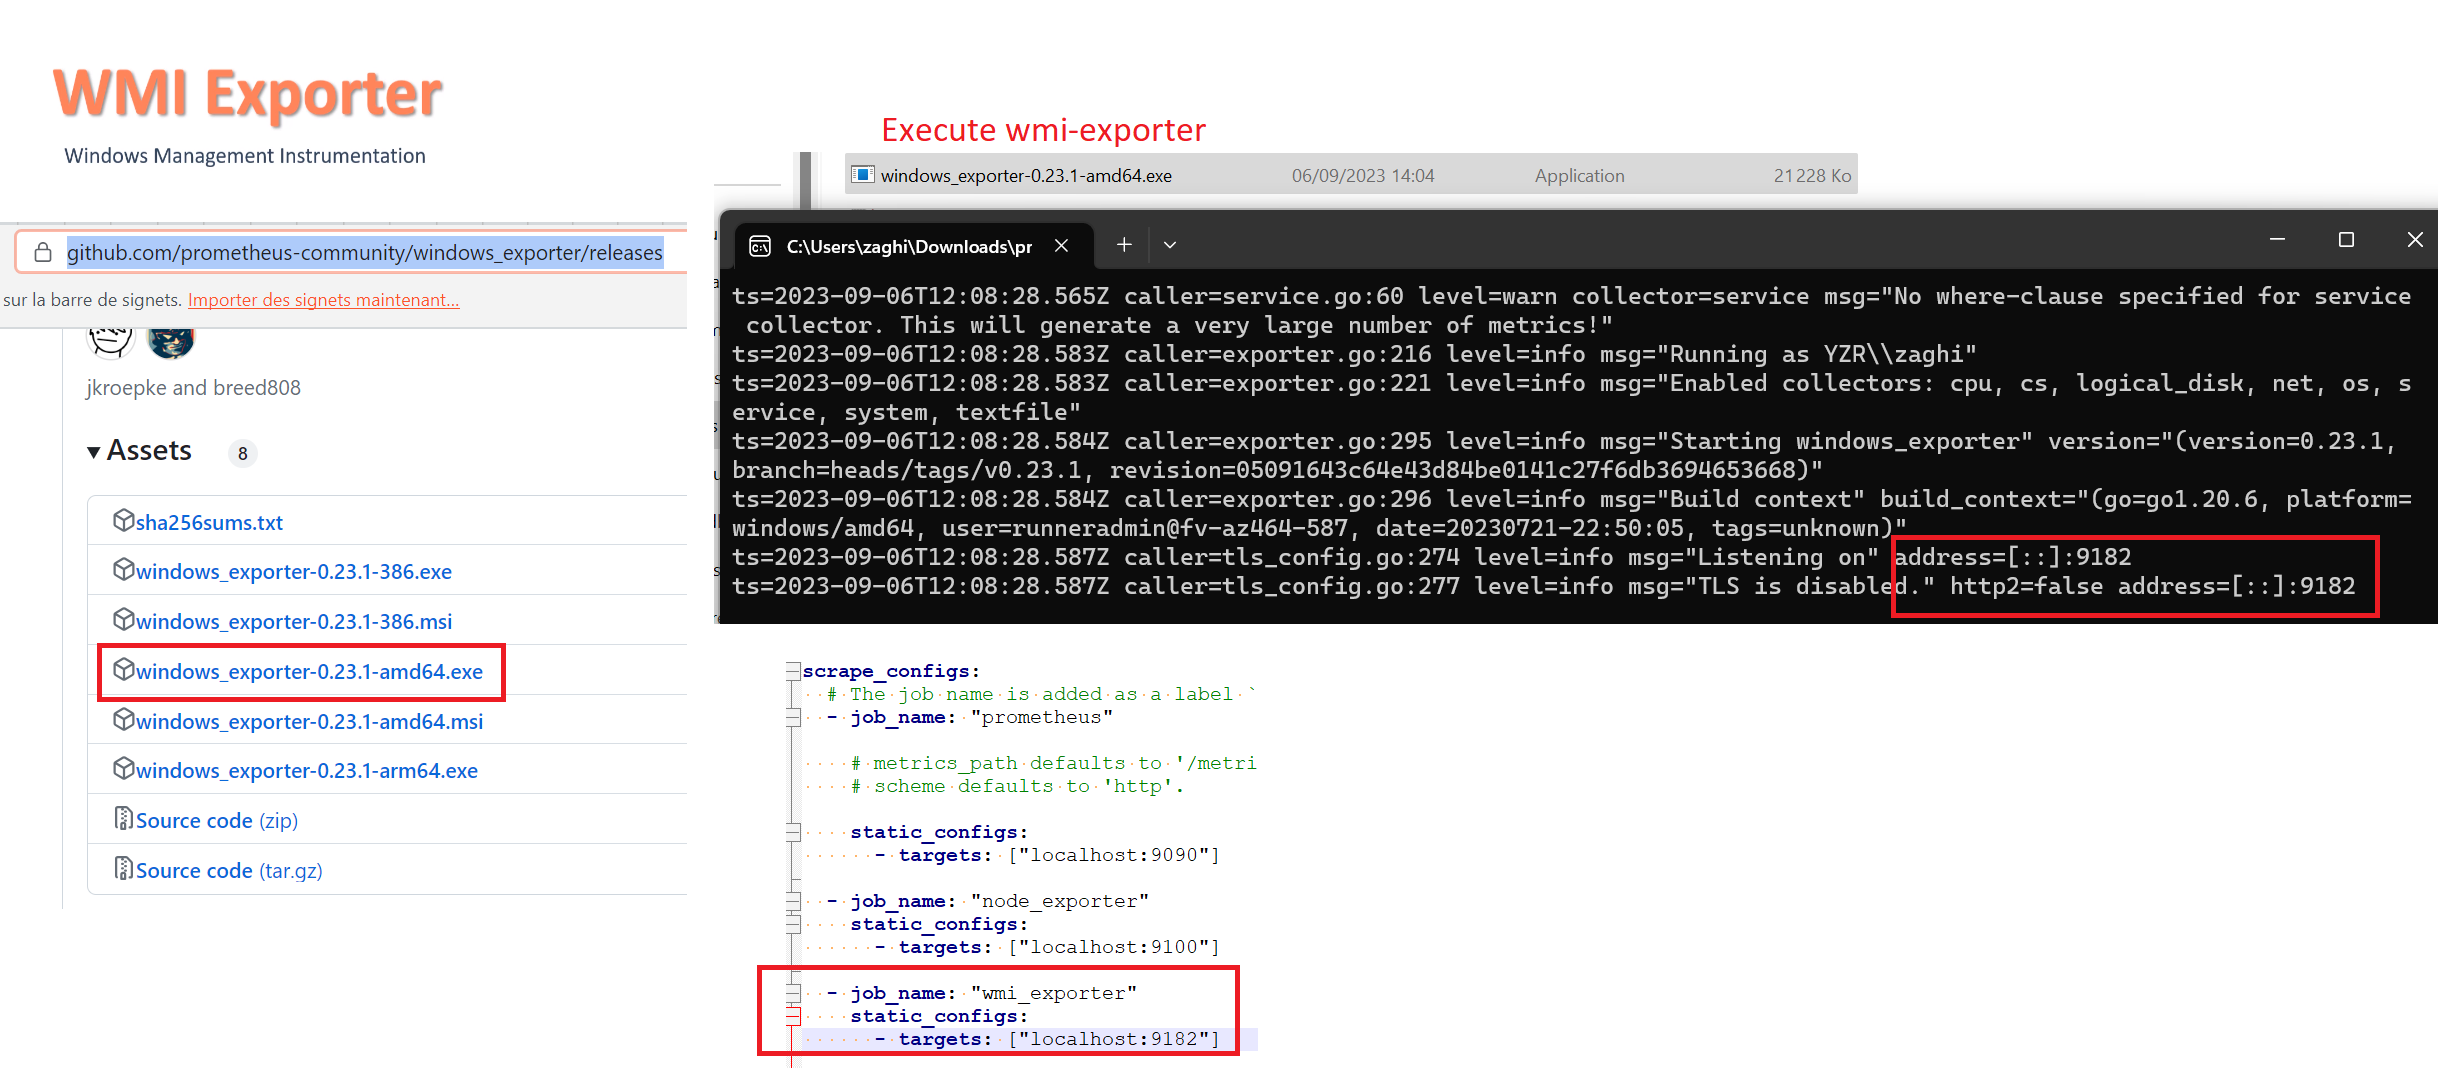 WMI Exporter
Windows Management Instrumentation
github.com/prometheus-community/windows_exporter/releases
sur la barre de signets. Importer des signets maintenant...
jkroepke and breed808
Assets 8
sha256sums.txt
windows_exporter-0.23.1-386.exe
windows_exporter-0.23.1-386.msi
windows_exporter-0.23.1-amd64.exe
windows_exporter-0.23.1-amd64.msi
windows_exporter-0.23.1-arm64.exe
Source code (zip)
Source code (tar.gz)
Execute wmi-exporter
windows_exporter-0.23.1-amd64.exe 06/09/2023 14:04 Application 21 228 Ko
C:\Users\zaghi\Downloads\pr
ts=2023-09-06T12:08:28.565Z caller=service.go:60 level=warn collector=service msg="No where-clause specified for service
collector. This will generate a very large number of metrics!"
ts=2023-09-06T12:08:28.583Z caller=exporter.go:216 level=info msg="Running as YZR\\zaghi"
ts=2023-09-06T12:08:28.583Z caller=exporter.go:221 level=info msg="Enabled collectors: cpu, cs, logical_disk, net, os, s
ervice, system, textfile"
ts=2023-09-06T12:08:28.584Z caller=exporter.go:295 level=info msg="Starting windows_exporter" version="(version=0.23.1,
branch=heads/tags/v0.23.1, revision=05091643c64e43d84be0141c27f6db3694653668)"
ts=2023-09-06T12:08:28.584Z caller=exporter.go:296 level=info msg="Build context" build_context="(go=go1.20.6, platform=
windows/amd64, user=runneradmin@fv-az464-587, date=20230721-22:50:05, tags=unknown)"
ts=2023-09-06T12:08:28.587Z caller=tls_config.go:274 level=info msg="Listening on" address=[::]:9182
ts=2023-09-06T12:08:28.587Z caller=tls_config.go:277 level=info msg="TLS is disabled." http2=false address=[::]:9182
scrape_configs:
# The job name is added as a label `
- job_name: "prometheus"
# metrics_path defaults to '/metri
# scheme defaults to 'http'.
static_configs:
- targets: ["localhost:9090"]
- job_name: "node_exporter"
static_configs:
- targets: ["localhost:9100"]
- job_name: "wmi_exporter"
static_configs:
- targets: ["localhost:9182"]